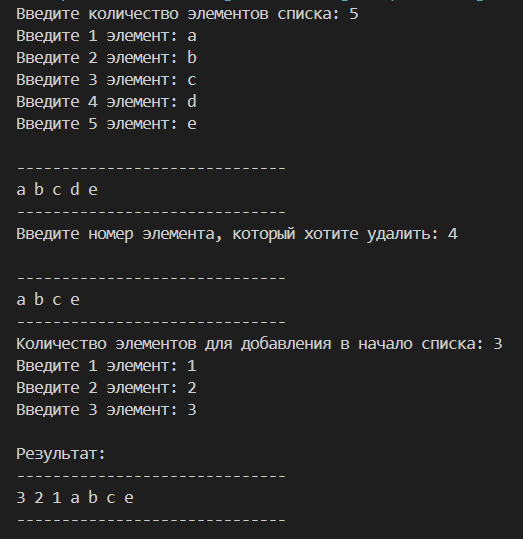 Введите количество элементов списка: 5
Введите 1 элемент: a
Введите 2 элемент: b
Введите 3 элемент: c
Введите 4 элемент: d
Введите 5 элемент: e
------------------------------
a b c d e
------------------------------
Введите номер элемента, который хотите удалить: 4
------------------------------
a b c e
------------------------------
Количество элементов для добавления в начало списка: 3
Введите 1 элемент: 1
Введите 2 элемент: 2
Введите 3 элемент: 3
Результат:
------------------------------
3 2 1 a b c e
------------------------------